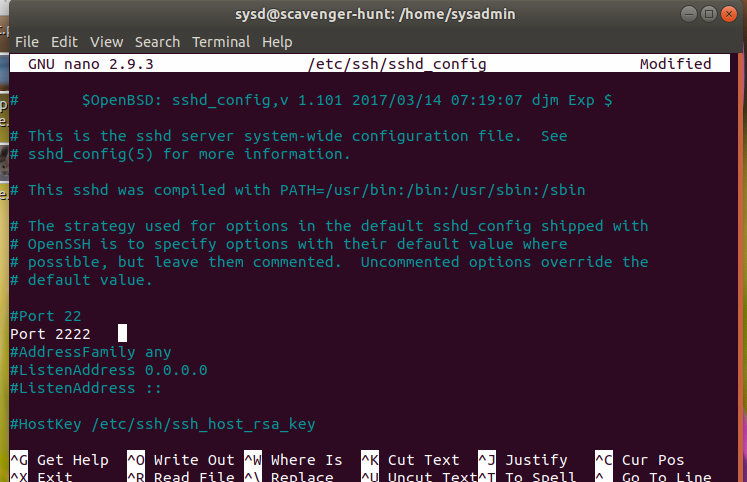 sysd@scavenger-hunt: /home/sysadmin
File Edit View Search Terminal Help
GNU nano 2.9.3 /etc/ssh/sshd_config Modified
# $OpenBSD: sshd_config,v 1.101 2017/03/14 07:19:07 djm Exp $
# This is the sshd server system-wide configuration file. See
# sshd_config(5) for more information.
# This sshd was compiled with PATH=/usr/bin:/bin:/usr/sbin:/sbin
# The strategy used for options in the default sshd_config shipped with
# OpenSSH is to specify options with their default value where
# possible, but leave them commented. Uncommented options override the
# default value.
#Port 22
Port 2222
#AddressFamily any
#ListenAddress 0.0.0.0
#ListenAddress ::
#HostKey /etc/ssh/ssh_host_rsa_key
^G Get Help ^O Write Out ^W Where Is ^K Cut Text ^J Justify ^C Cur Pos
^X Exit ^R Read File ^\ Replace ^U Uncut Text ^T To Spell ^_ Go To Line